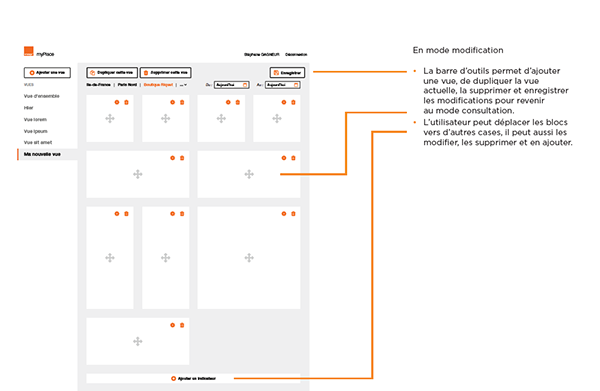 En mode modification
myPlace
Stéphane GAGNEUR Déconnexion
Ajouter une vue
Dupliquer cette vue
Supprimer cette vue
Enregistrer
VUES
Ile-de-France | Paris Nord | Boutique Républ | ...
Du : Aujourd'hui
Au : Aujourd'hui
Vue d'ensemble
Hier
Vue lorem
Vue ipsum
Vue sit amet
Ma nouvelle vue
• La barre d'outils permet d'ajouter
une vue, de dupliquer la vue
actuelle, la supprimer et enregistrer
les modifications pour revenir
au mode consultation.
• L'utilisateur peut déplacer les blocs
vers d'autres cases, il peut aussi les
modifier, les supprimer et en ajouter.
Ajouter un indicateur